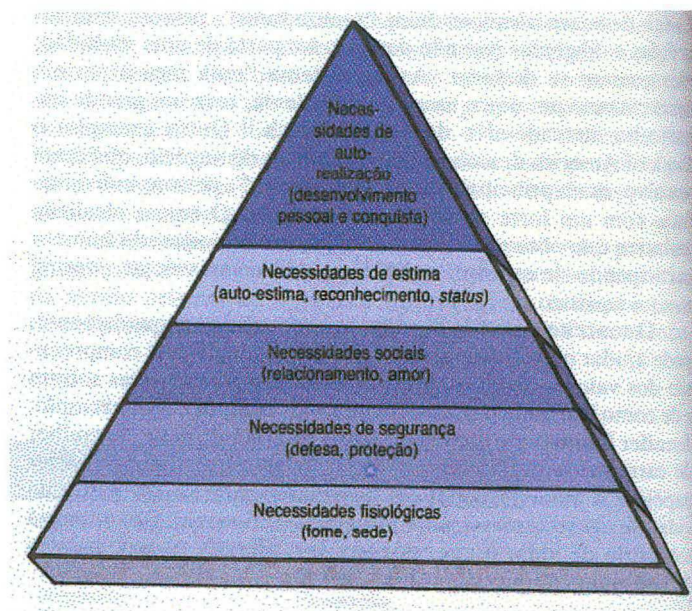 Neces-
sidades de
auto-
realização
(desenvolvimento
pessoal e conquista)
Necessidades de estima
(auto-estima, reconhecimento, status)
Necessidades sociais
(relacionamento, amor)
Necessidades de segurança
(defesa, proteção)
Necessidades fisiológicas
(fome, sede)